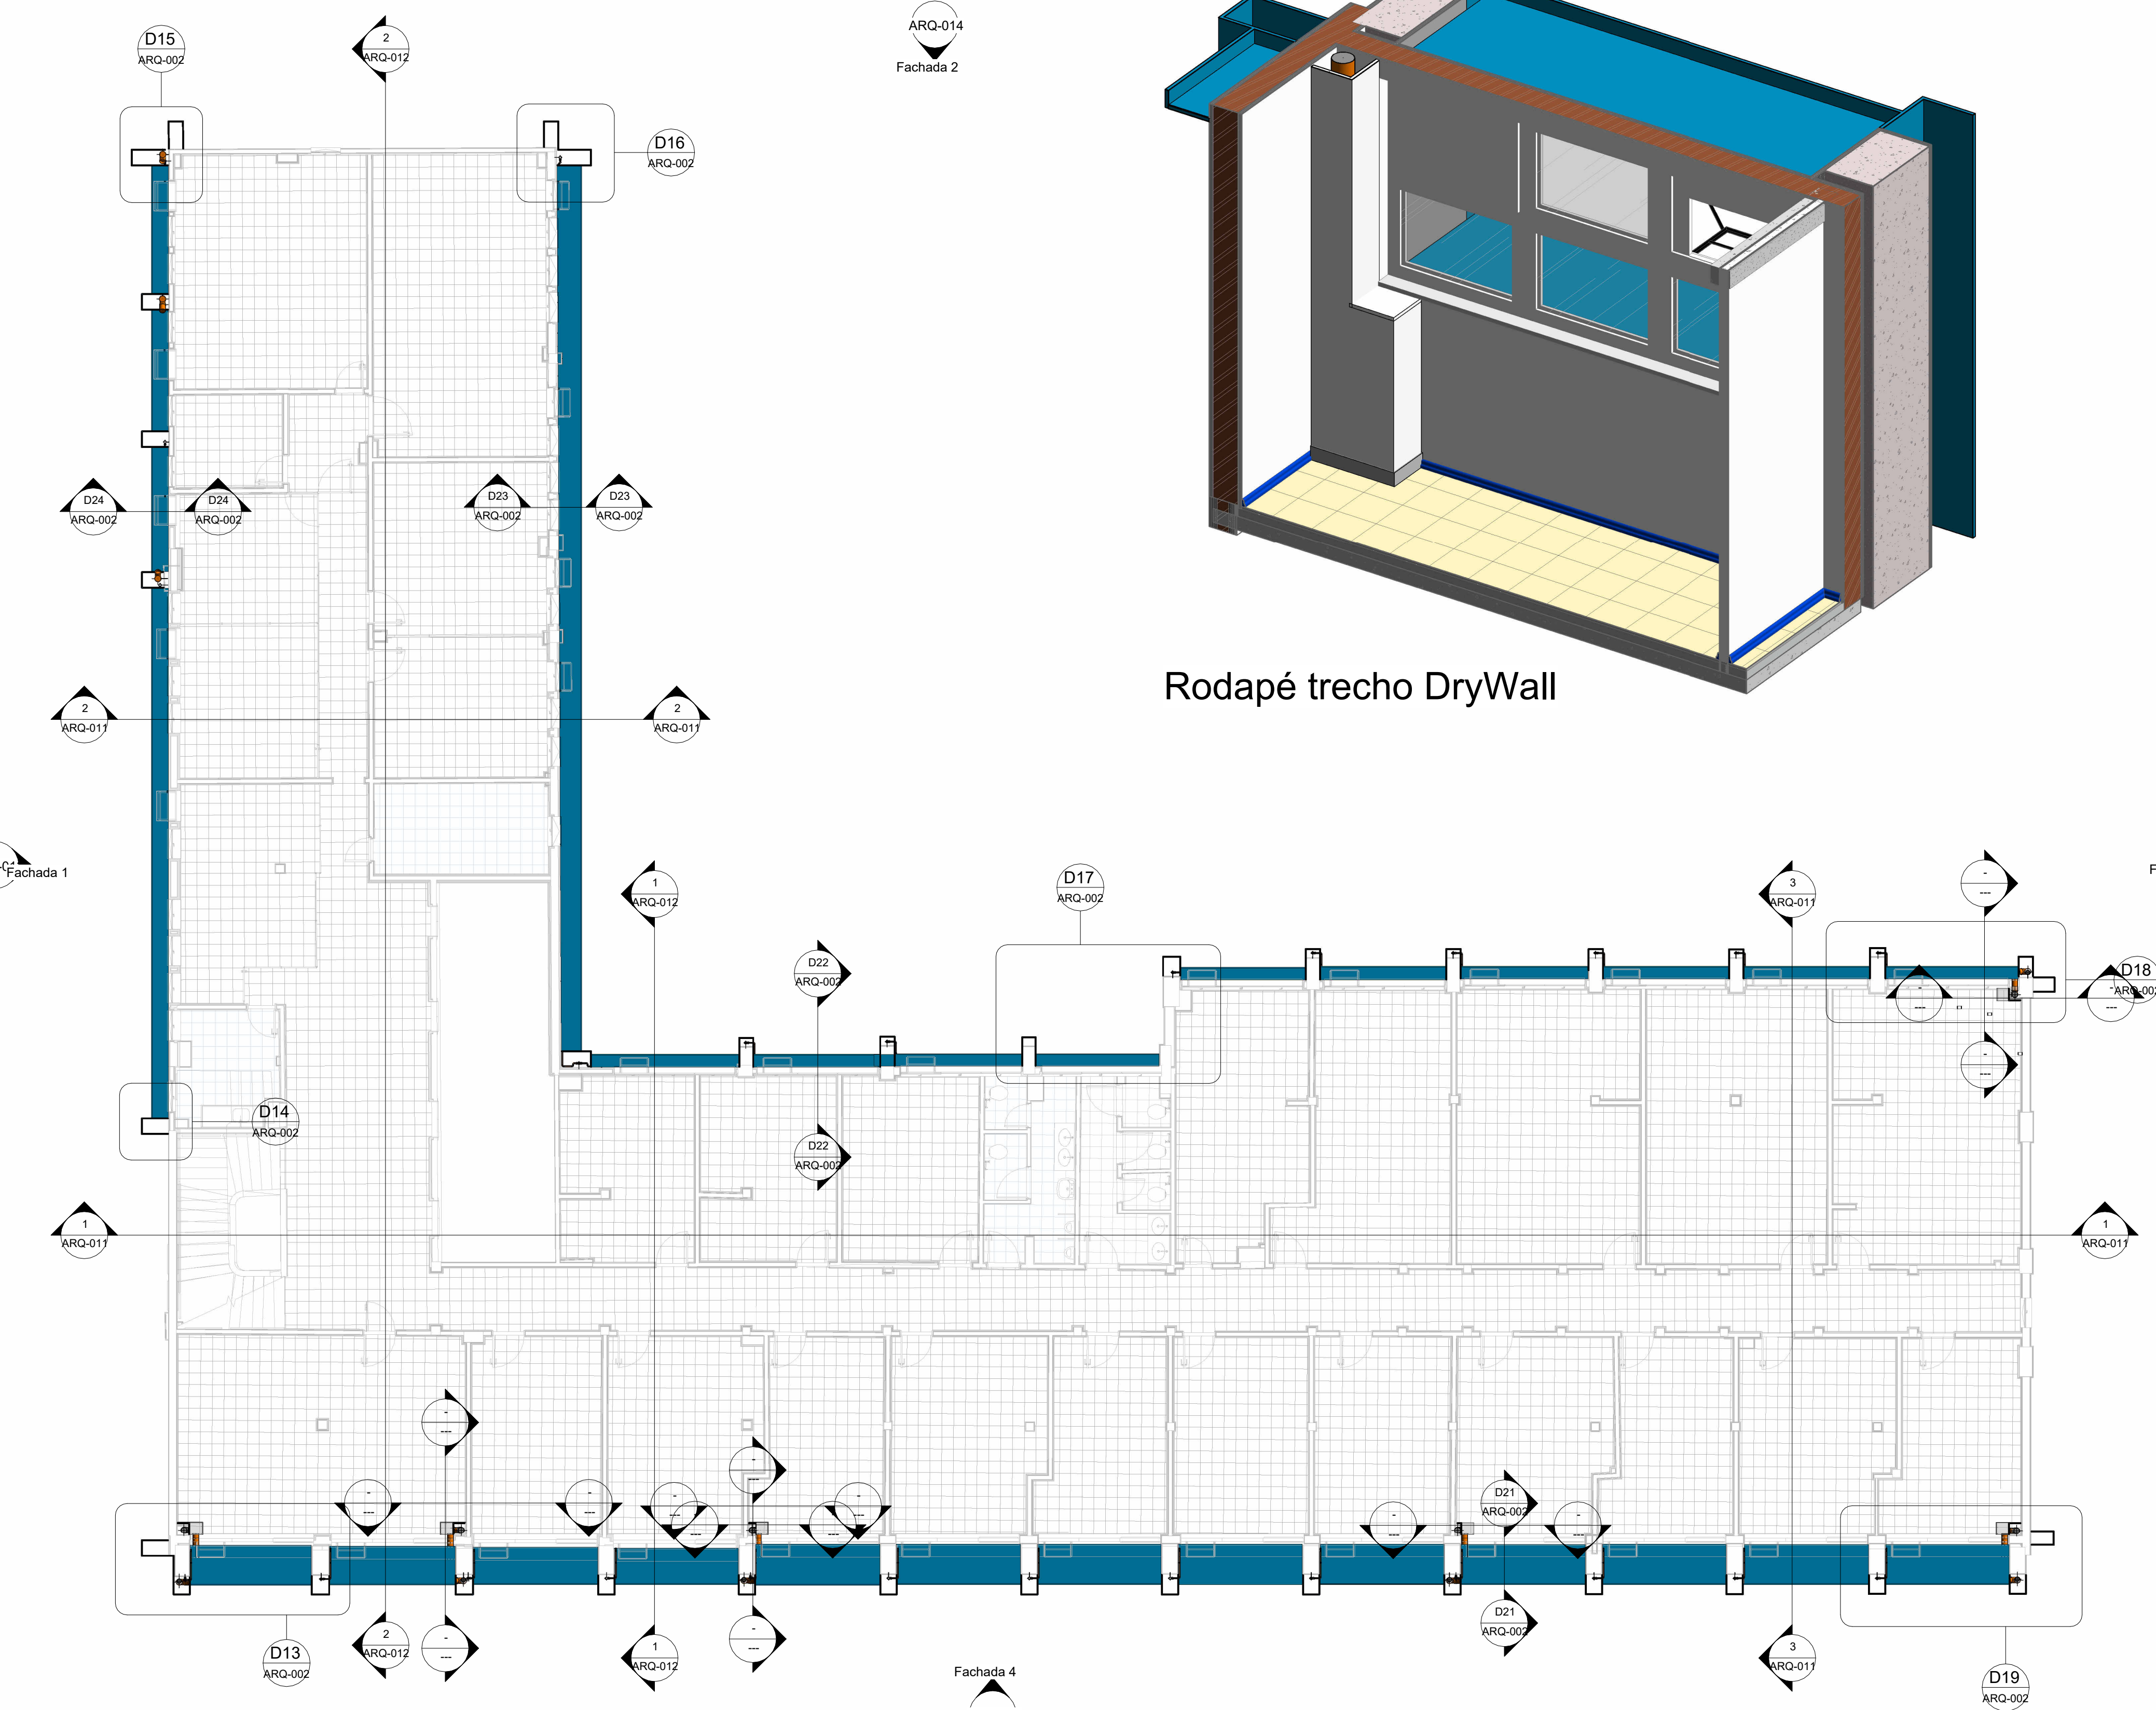 D15
ARQ-002
2
ARQ-012
ARQ-014
Fachada 2
D16
ARQ-002
D24
ARQ-002
D24
ARQ-002
D23
ARQ-002
D23
ARQ-002
Rodapé trecho DryWall
2
ARQ-011
2
ARQ-011
Fachada 1
1
ARQ-012
D17
ARQ-002
3
ARQ-011
-
---
D22
ARQ-002
D18
ARQ-002
-
---
-
---
-
---
D14
ARQ-002
D22
ARQ-002
1
ARQ-011
1
ARQ-011
-
---
-
---
-
---
-
---
-
---
-
---
-
---
-
---
-
---
D21
ARQ-002
-
---
D21
ARQ-002
D13
ARQ-002
2
ARQ-012
-
---
1
ARQ-012
-
---
3
ARQ-011
Fachada 4
D19
ARQ-002